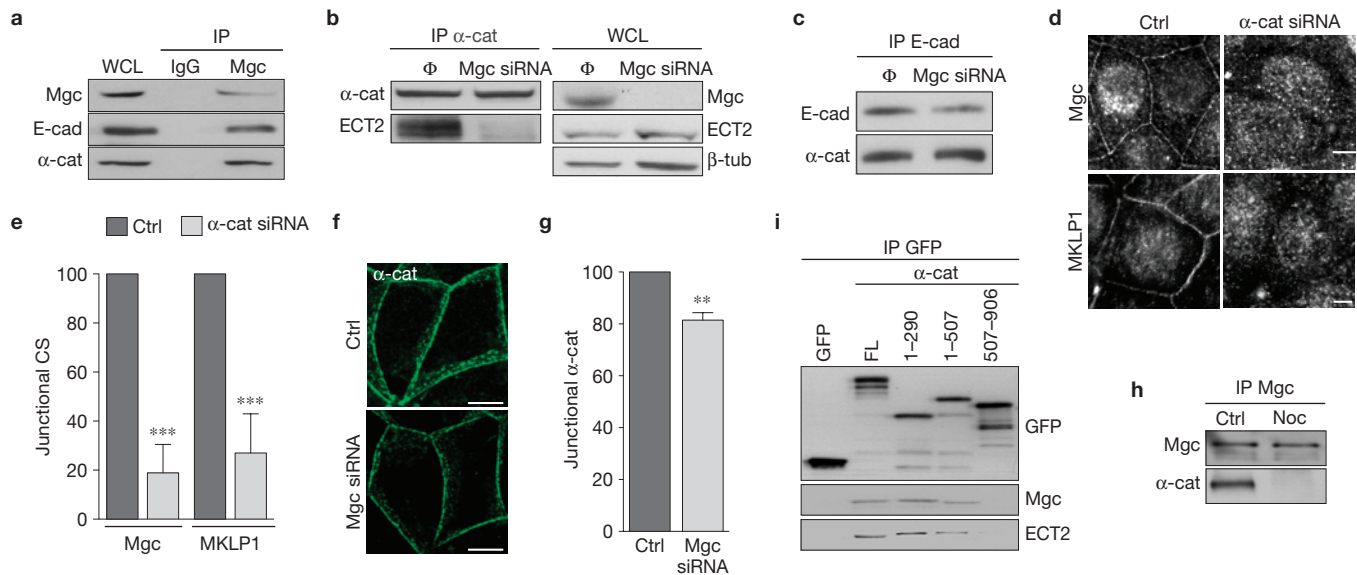 a
IP
WCL IgG Mgc
Mgc
E-cad
α-cat
b
IP α-cat
Φ Mgc siRNA
α-cat
ECT2
WCL
Φ Mgc siRNA
Mgc
ECT2
β-tub
c
IP E-cad
Φ Mgc siRNA
E-cad
α-cat
d
Ctrl α-cat siRNA
Mgc
MKLP1
e
Ctrl α-cat siRNA
Junctional CS
100
80
60
40
20
0
***
***
Mgc MKLP1
f
α-cat
Ctrl
Mgc siRNA
g
Junctional α-cat
100
80
60
40
20
0
**
Ctrl Mgc
siRNA
i
IP GFP
α-cat
GFP FL 1–290 1–507 507–906
GFP
Mgc
ECT2
h
IP Mgc
Ctrl Noc
Mgc
α-cat